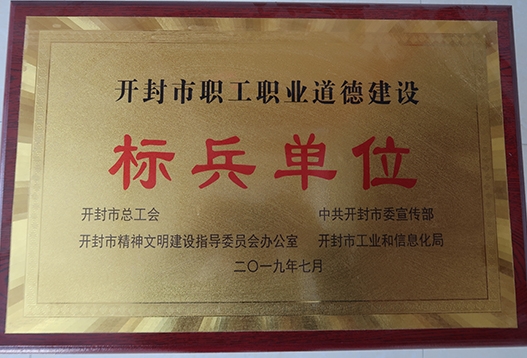 开封市职工职业道德建设
标兵单位
开封市总工会 中共开封市委宣传部
开封市精神文明建设指导委员会办公室 开封市工业和信息化局
二〇一九年七月